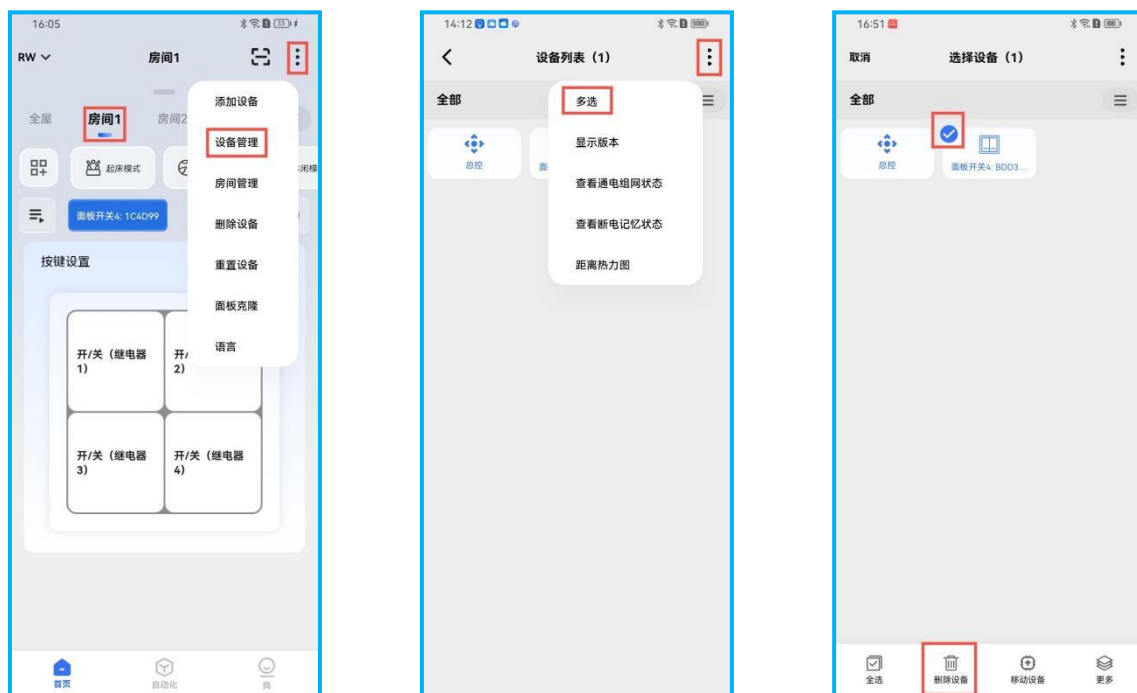 16:05
33
RW
房间1
添加设备
全屋
房间1
房间2
设备管理
起床模式
闭模
房间管理
面板开关4: 1C4D99
删除设备
按键设置
重置设备
面板克隆
语言
开/关（继电器
1）
开/
2）
开/关（继电器
3）
开/关（继电器
4）
首页
自动化
我
14:12
100
设备列表（1）
全部
多选
总控
面
显示版本
查看通电组网状态
查看断电记忆状态
距离热力图
16:51
88
取消
选择设备（1）
全部
总控
面板开关4: BDD3...
全选
删除设备
移动设备
更多